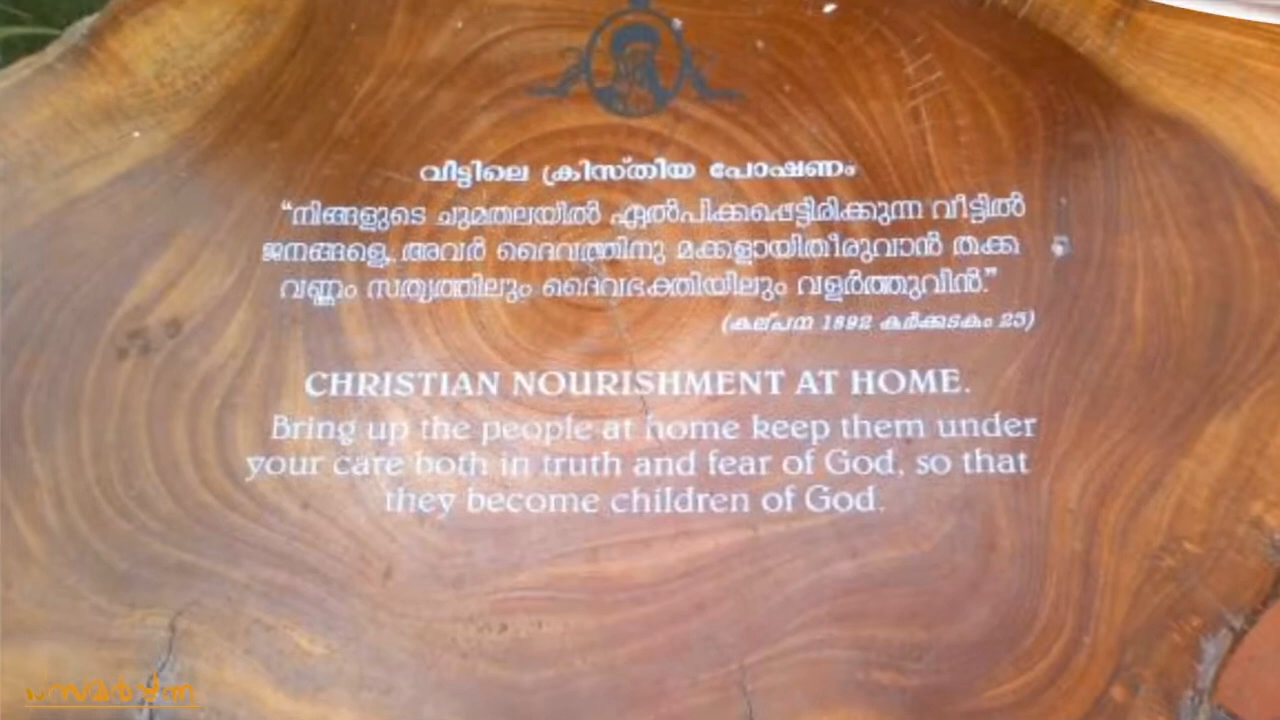 വീട്ടിലെ ക്രിസ്തിയ പോഷണം
“നിങ്ങളുടെ ചുമതലയിൽ ഏൽപിക്കപ്പെട്ടിരിക്കുന്ന വീട്ടിൽ
ജനങ്ങളെ, അവർ ദൈവത്തിനു മക്കളായിതീരുവാൻ തക്ക
വണ്ണം സത്യത്തിലും ദൈവഭക്തിയിലും വളർത്തുവിൻ.”
(കല്പന 1892 കർക്കടകം 25)
CHRISTIAN NOURISHMENT AT HOME.
Bring up the people at home keep them under
your care both in truth and fear of God, so that
they become children of God.